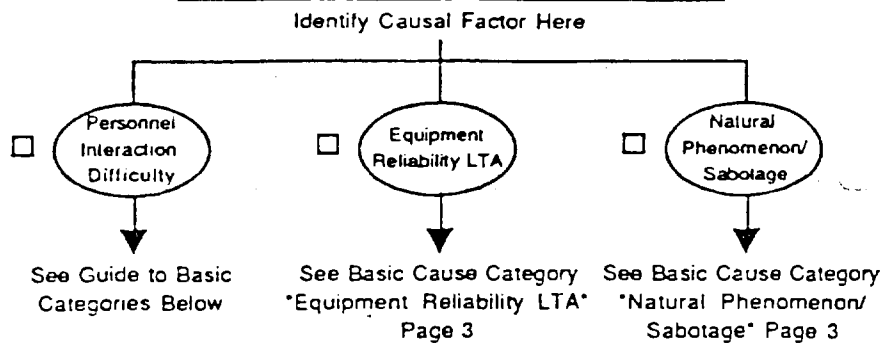 Identify Causal Factor Here
Personnel
Interaction
Difficulty
Equipment
Reliability LTA
Natural
Phenomenon/
Sabotage
See Guide to Basic
Categories Below
See Basic Cause Category
"Equipment Reliability LTA"
Page 3
See Basic Cause Category
"Natural Phenomenon/
Sabotage" Page 3